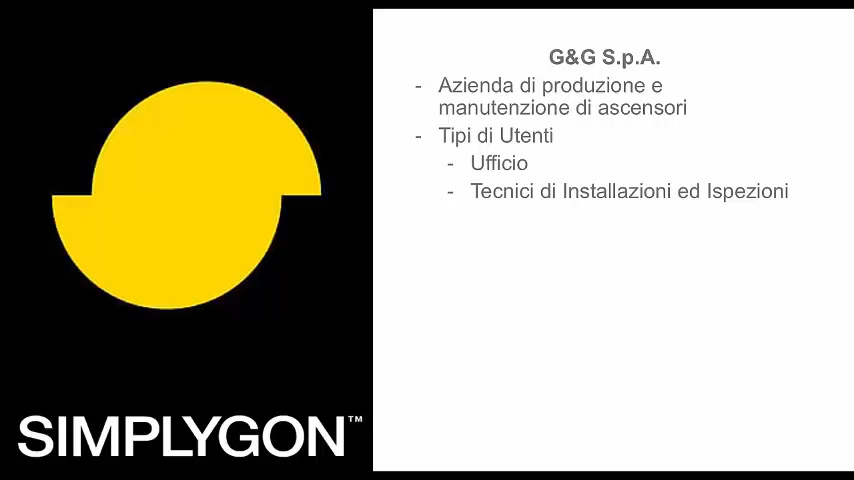 G&G S.p.A.
- Azienda di produzione e
manutenzione di ascensori
- Tipi di Utenti
- Ufficio
- Tecnici di Installazioni ed Ispezioni
SIMPLYGON™